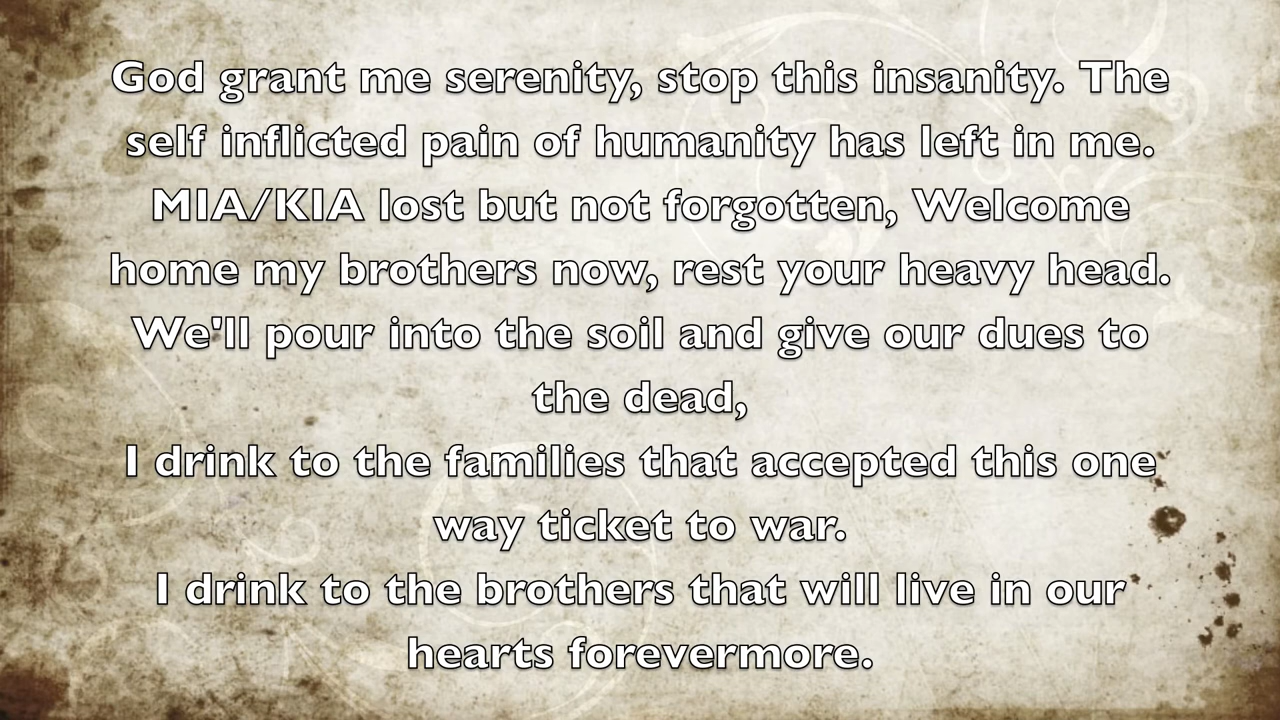 God grant me serenity, stop this insanity. The
self inflicted pain of humanity has left in me.
MIA/KIA lost but not forgotten, Welcome
home my brothers now, rest your heavy head.
We'll pour into the soil and give our dues to
the dead,
I drink to the families that accepted this one
way ticket to war.
I drink to the brothers that will live in our
hearts forevermore.